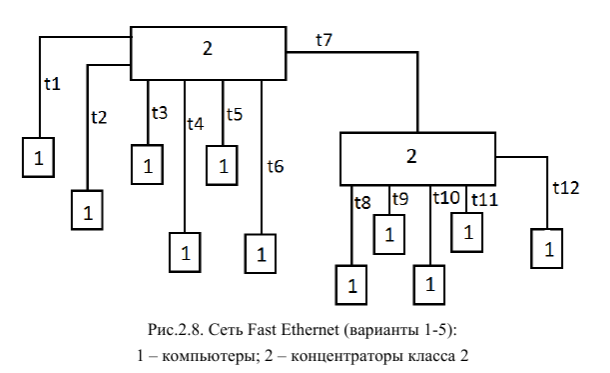 2
t7
t1
t2
t3
t4
t5
t6
1
1
1
1
1
1
2
t8
t9
t10
t11
t12
1
1
1
1
1
Рис.2.8. Сеть Fast Ethernet (варианты 1-5):
1 – компьютеры; 2 – концентраторы класса 2